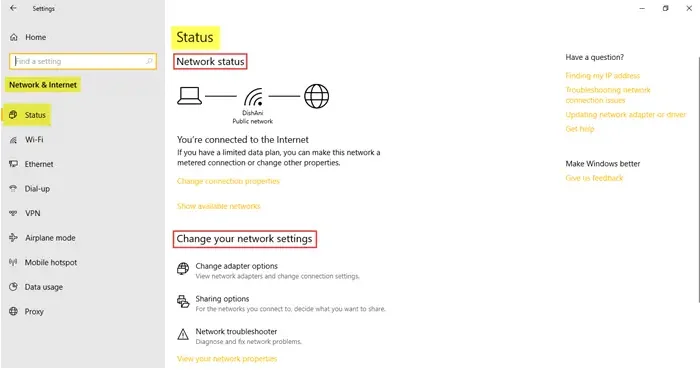 Settings
Home
Find a setting
Network & Internet
Status
Wi-Fi
Ethernet
Dial-up
VPN
Airplane mode
Mobile hotspot
Data usage
Proxy
Status
Network status
DishAni
Public network
You're connected to the Internet
If you have a limited data plan, you can make this network a
metered connection or change other properties.
Change connection properties
Show available networks
Change your network settings
Change adapter options
View network adapters and change connection settings.
Sharing options
For the networks you connect to, decide what you want to share.
Network troubleshooter
Diagnose and fix network problems.
View your network properties
Have a question?
Finding my IP address
Troubleshooting network
connection issues
Updating network adapter or driver
Get help
Make Windows better
Give us feedback